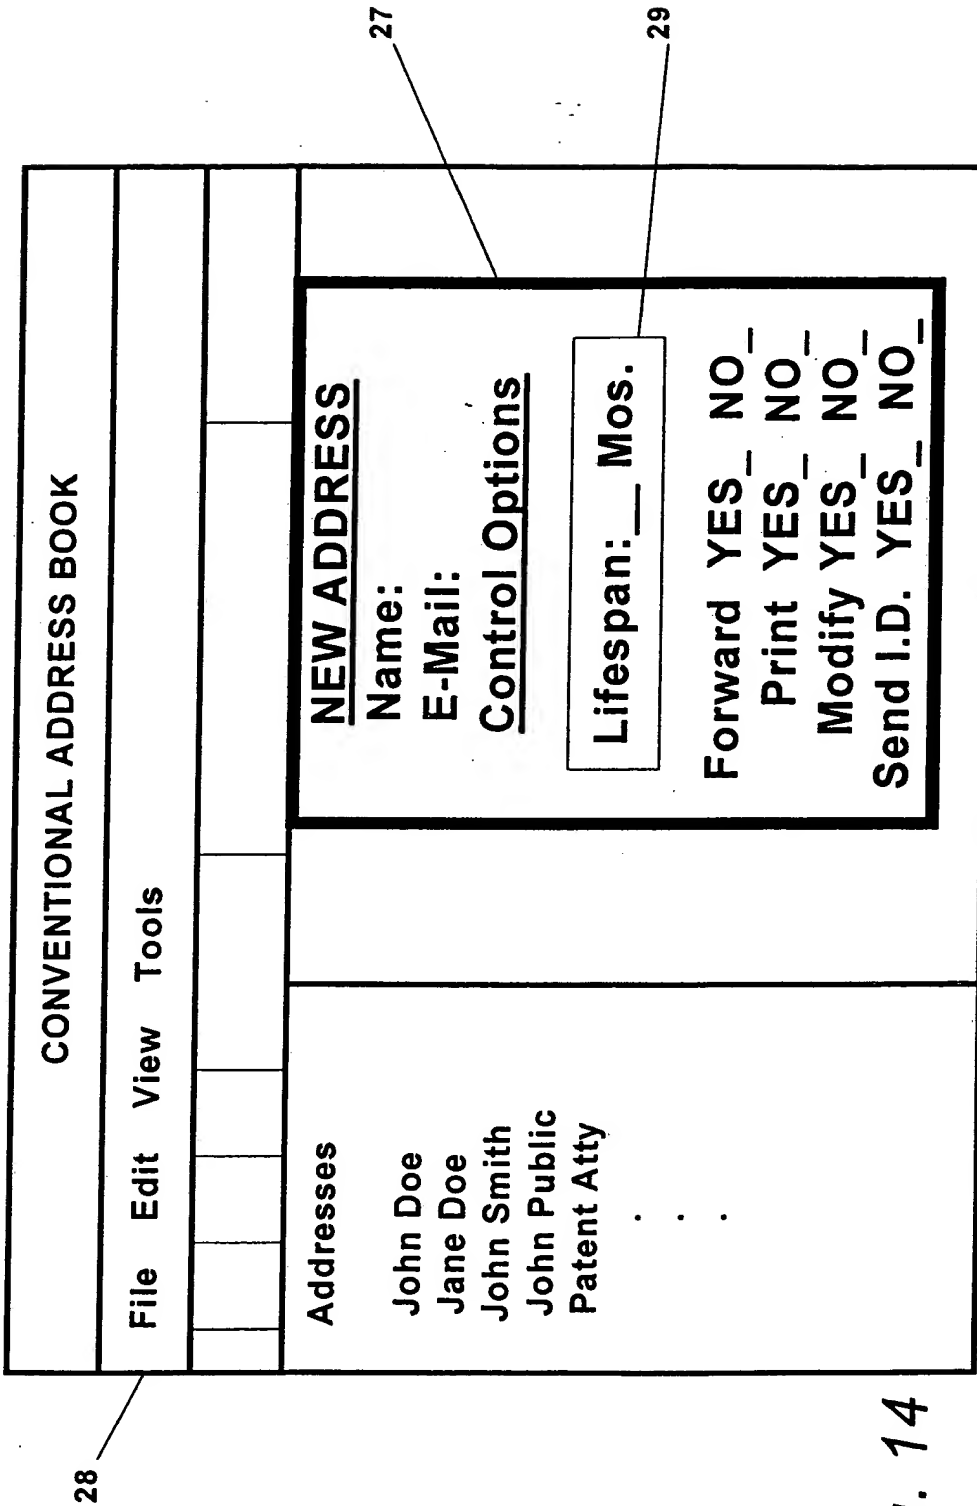 CONVENTIONAL ADDRESS BOOK
File Edit View Tools
Addresses
John Doe
Jane Doe
John Smith
John Public
Patent Atty
.
.
.
NEW ADDRESS
Name:
E-Mail:
Control Options
Lifespan:__ Mos.
Forward YES_ NO_
Print YES_ NO_
Modify YES_ NO_
Send I.D. YES_ NO_
27
29
28
. 14